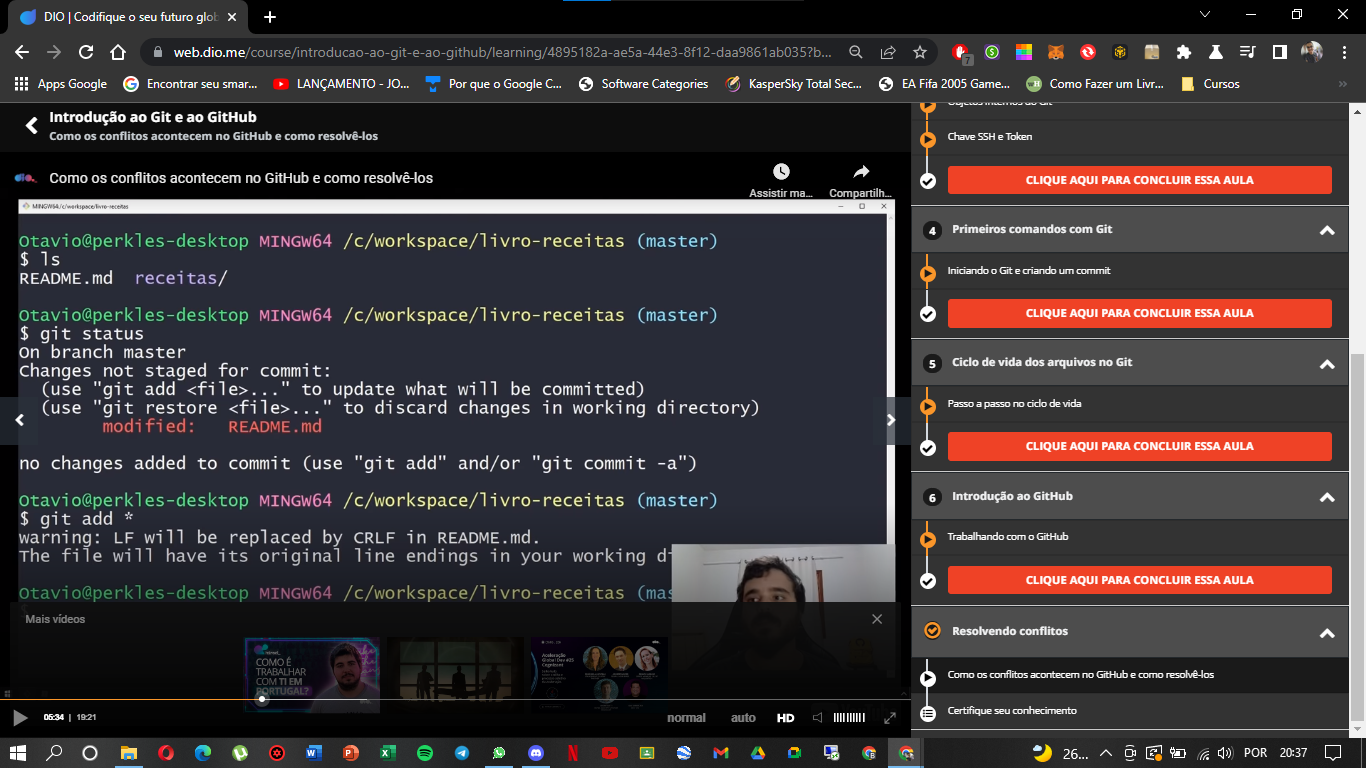 DIO | Codifique o seu futuro glob
web.dio.me/course/introducao-ao-git-e-ao-github/learning/4895182a-ae5a-44e3-8f12-daa9861ab035?b...
7
Apps Google
Encontrar seu smar...
LANÇAMENTO - JO...
Por que o Google C...
Software Categories
KasperSky Total Sec...
EA Fifa 2005 Game...
Como Fazer um Livr...
Cursos
Introdução ao Git e ao GitHub
Como os conflitos acontecem no GitHub e como resolvê-los
Como os conflitos acontecem no GitHub e como resolvê-los
Assistir ma...
Compartilh...
MINGW64:/c/workspace/livro-receitas
Otavio@perkles-desktop MINGW64 /c/workspace/livro-receitas (master)
$ ls
README.md receitas/
Otavio@perkles-desktop MINGW64 /c/workspace/livro-receitas (master)
$ git status
On branch master
Changes not staged for commit:
(use "git add <file>..." to update what will be committed)
(use "git restore <file>..." to discard changes in working directory)
modified: README.md
no changes added to commit (use "git add" and/or "git commit -a")
Otavio@perkles-desktop MINGW64 /c/workspace/livro-receitas (master)
$ git add *
warning: LF will be replaced by CRLF in README.md.
The file will have its original line endings in your working di
Otavio@perkles-desktop MINGW64 /c/workspace/livro-receitas (mas
Mais vídeos
COMO É
TRABALHAR
COM TI EM
PORTUGAL?
05:34 | 19:21
normal
auto
HD
Objetos internos do Git
Chave SSH e Token
CLIQUE AQUI PARA CONCLUIR ESSA AULA
4 Primeiros comandos com Git
Iniciando o Git e criando um commit
CLIQUE AQUI PARA CONCLUIR ESSA AULA
5 Ciclo de vida dos arquivos no Git
Passo a passo no ciclo de vida
CLIQUE AQUI PARA CONCLUIR ESSA AULA
6 Introdução ao GitHub
Trabalhando com o GitHub
CLIQUE AQUI PARA CONCLUIR ESSA AULA
Resolvendo conflitos
Como os conflitos acontecem no GitHub e como resolvê-los
Certifique seu conhecimento
26...
POR
20:37